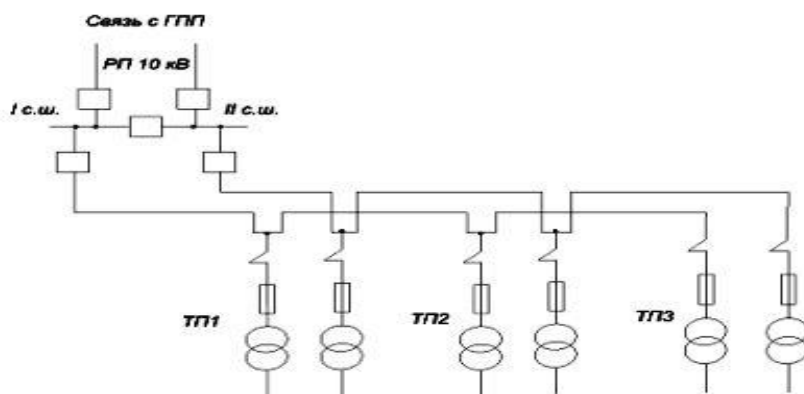 Связь с ГПП
РП 10 кВ
I с.ш.
II с.ш.
ТП1
ТП2
ТП3